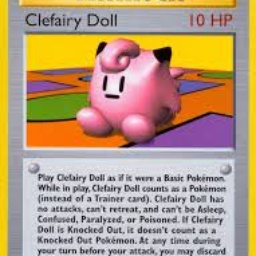 Clefairy Doll 10 HP
Play Clefairy Doll as if it were a Basic Pokémon.
While in play, Clefairy Doll counts as a Pokémon
(instead of a Trainer card). Clefairy Doll has
no attacks, can't retreat, and can't be Asleep,
Confused, Paralyzed, or Poisoned. If Clefairy
Doll is Knocked Out, it doesn't count as a
Knocked Out Pokémon. At any time during
your turn before your attack, you may discard